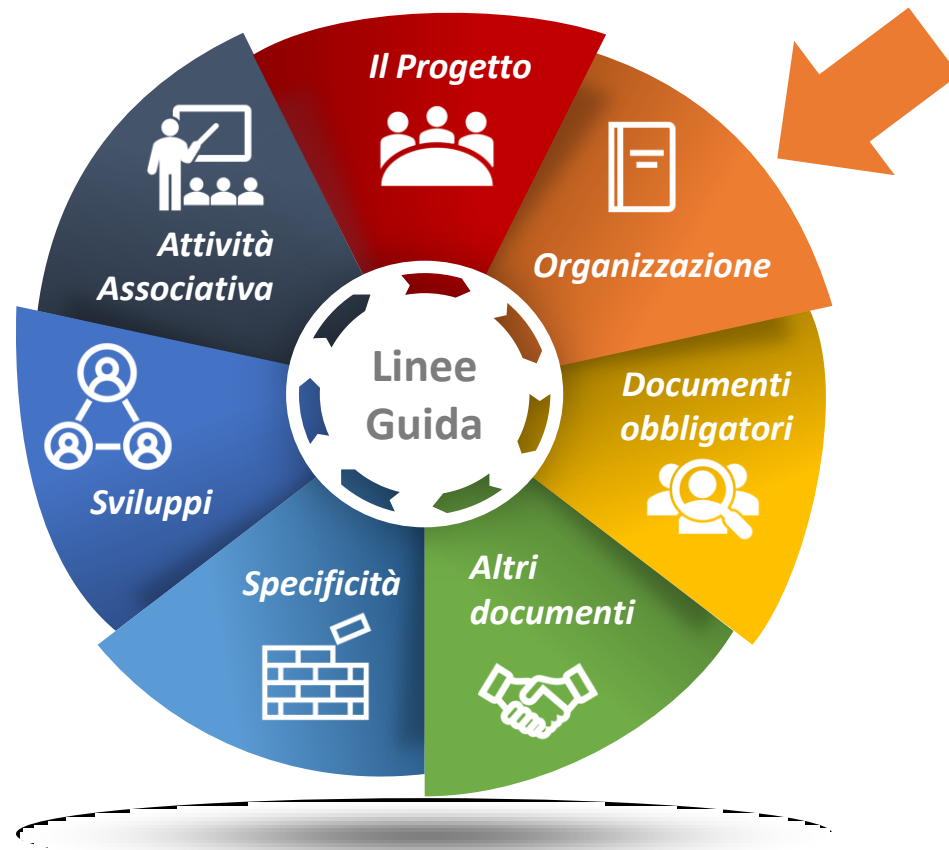 Il Progetto
Organizzazione
Documenti
obbligatori
Altri
documenti
Specificità
Sviluppi
Attività
Associativa
Linee
Guida